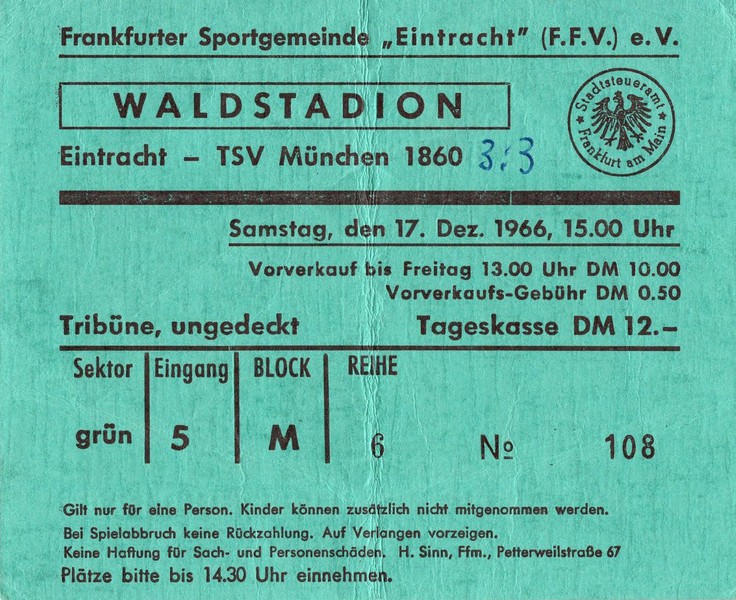 Frankfurter Sportgemeinde „Eintracht" (F.F.V.) e.V.
WALDSTADION
Stadtsteueramt
Frankfurt am Main
Eintracht – TSV München 1860 3:3
Samstag, den 17. Dez. 1966, 15.00 Uhr
Vorverkauf bis Freitag 13.00 Uhr DM 10.00
Vorverkaufs-Gebühr DM 0.50
Tribüne, ungedeckt Tageskasse DM 12.–
Sektor Eingang BLOCK REIHE
grün 5 M 6 № 108
Gilt nur für eine Person. Kinder können zusätzlich nicht mitgenommen werden.
Bei Spielabbruch keine Rückzahlung. Auf Verlangen vorzeigen.
Keine Haftung für Sach- und Personenschäden. H. Sinn, Ffm., Petterweilstraße 67
Plätze bitte bis 14.30 Uhr einnehmen.